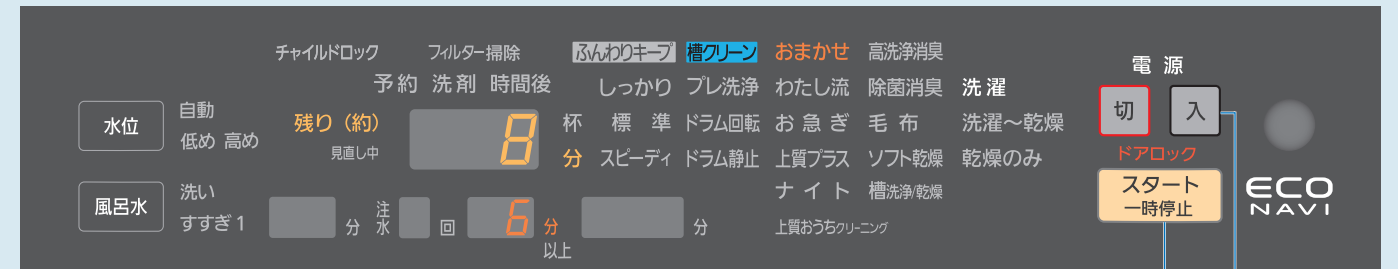 チャイルドロック フィルター掃除 ふんわりキープ 槽クリーン おまかせ 高洗浄消臭
予約 洗剤 時間後 しっかり プレ洗浄 わたし流 除菌消臭 洗濯
電源
水位 自動 低め 高め
残り(約) 見直し中 8 杯 分
標準 ドラム回転 お急ぎ 毛布 洗濯～乾燥
スピーディ ドラム静止 上質プラス ソフト乾燥 乾燥のみ
切 入
ドアロック
スタート
一時停止
ECO
NAVI
風呂水 洗い すすぎ1
分 注水 回 6 分以上 分
ナイト 槽洗浄/乾燥
上質おうちクリーニング